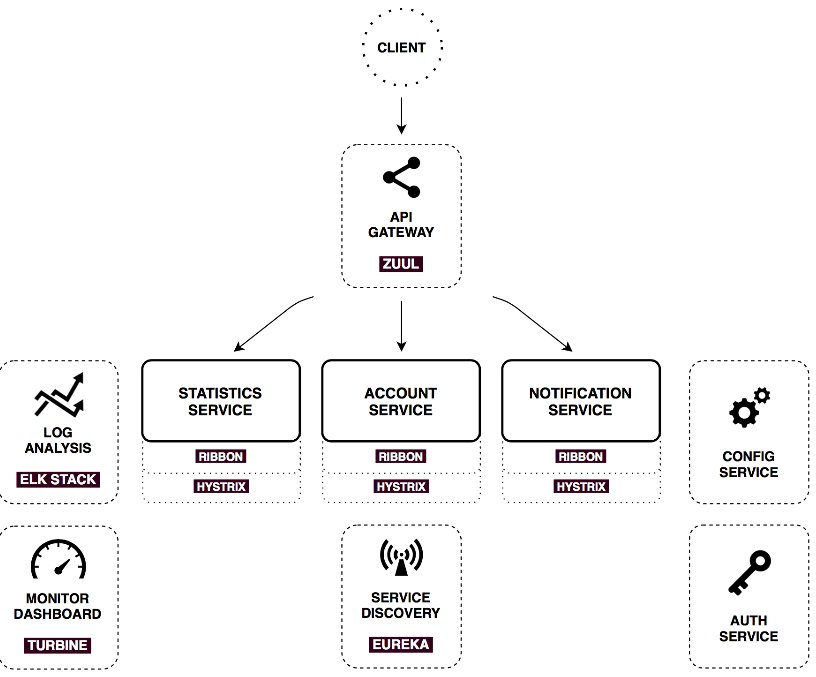 CLIENT
API
GATEWAY
ZUUL
STATISTICS
SERVICE
RIBBON
HYSTRIX
ACCOUNT
SERVICE
RIBBON
HYSTRIX
NOTIFICATION
SERVICE
RIBBON
HYSTRIX
LOG
ANALYSIS
ELK STACK
CONFIG
SERVICE
MONITOR
DASHBOARD
TURBINE
SERVICE
DISCOVERY
EUREKA
AUTH
SERVICE